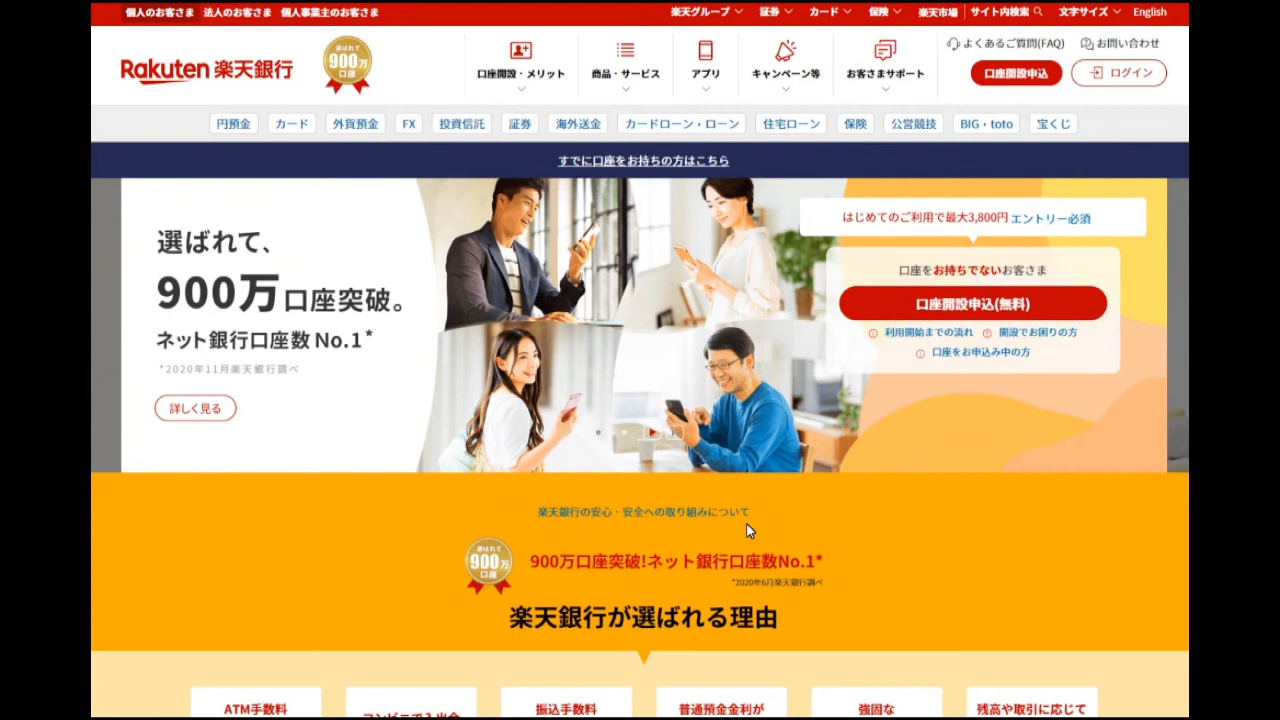 個人のお客さま 法人のお客さま 個人事業主のお客さま
楽天グループ 証券 カード 保険 楽天市場 サイト内検索 文字サイズ English
Rakuten 楽天銀行
選ばれて
900万
口座
口座開設・メリット
商品・サービス
アプリ
キャンペーン等
お客さまサポート
よくあるご質問(FAQ) お問い合わせ
口座開設申込 ログイン
円預金 カード 外貨預金 FX 投資信託 証券 海外送金 カードローン・ローン 住宅ローン 保険 公営競技 BIG・toto 宝くじ
すでに口座をお持ちの方はこちら
選ばれて、
900万口座突破。
ネット銀行口座数 No.1*
*2020年11月楽天銀行調べ
詳しく見る
はじめてのご利用で最大3,800円 エントリー必須
口座をお持ちでないお客さま
口座開設申込(無料)
利用開始までの流れ 開設でお困りの方
口座をお申込み中の方
楽天銀行の安心・安全への取り組みについて
選ばれて
900万
口座
900万口座突破!ネット銀行口座数No.1*
*2020年6月楽天銀行調べ
楽天銀行が選ばれる理由
ATM手数料
コンビニで入出金
振込手数料
普通預金金利が
強固な
残高や取引に応じて